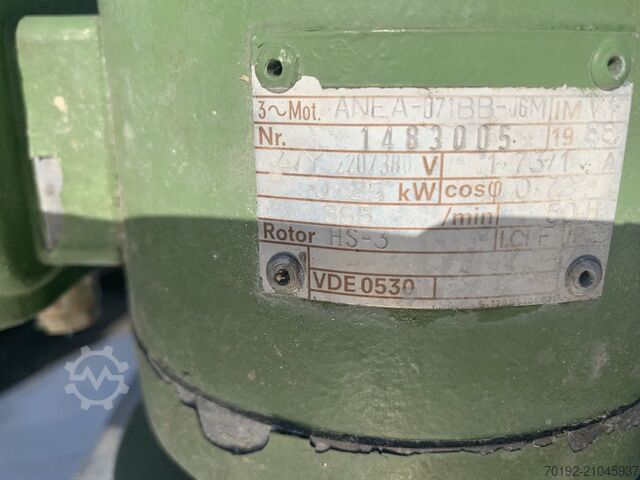 3~Mot. ANEA-071BB-06M IM V
Nr. 1483005 1988
220/380 V 1.73/1 A
0.25 kW cosφ 0.72
/min 50
Rotor HS-3 I.Cl F
VDE 0530
70192-21045937